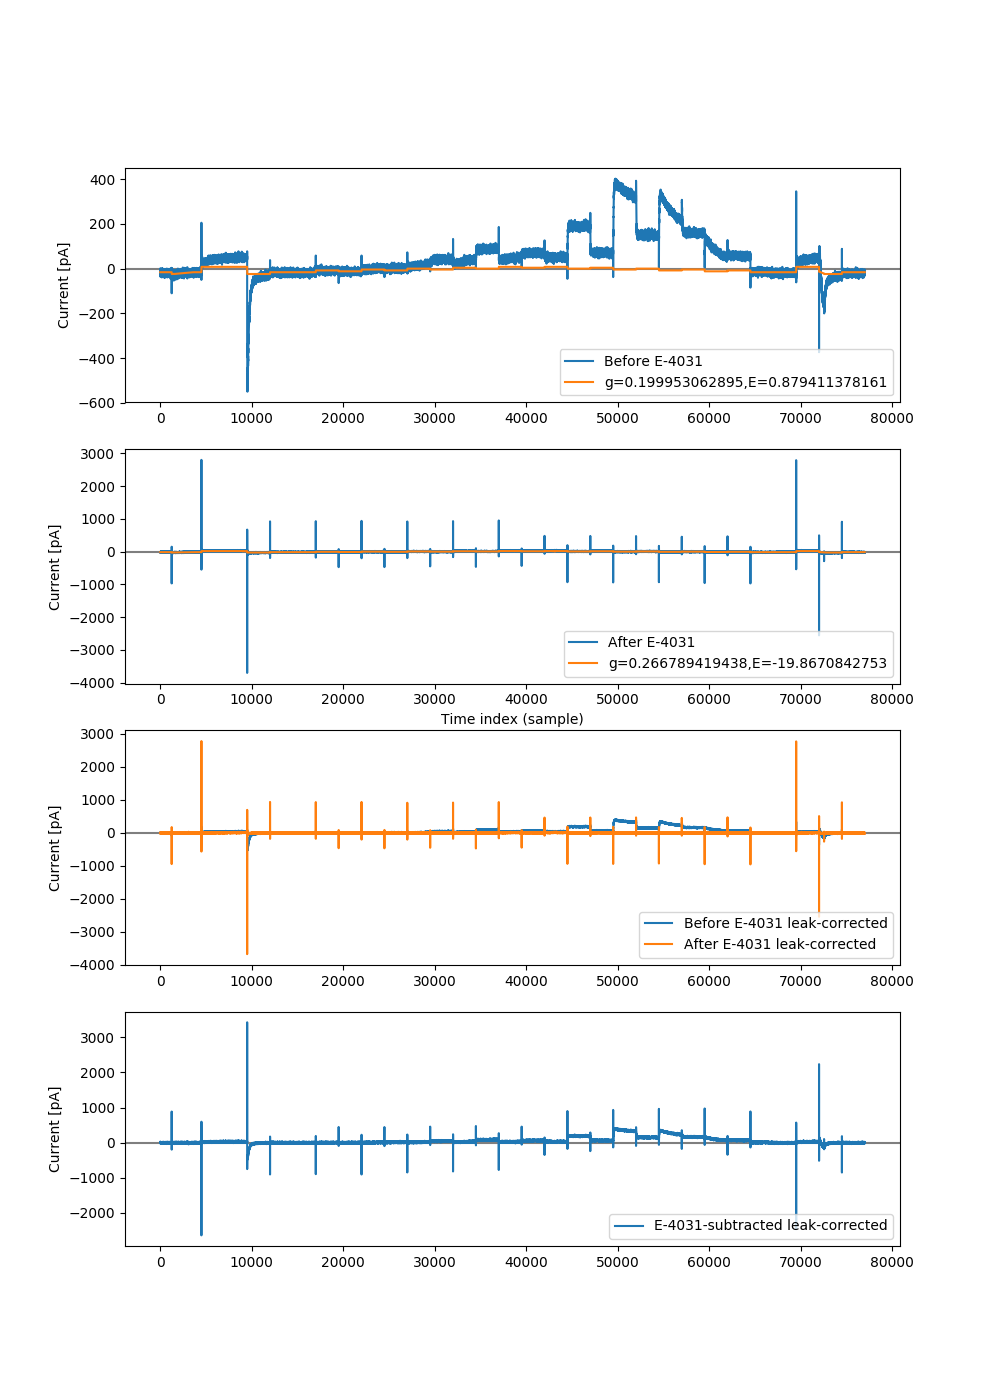 400
200
0
−200
−400
−600
Current [pA]
Before E-4031
g=0.199953062895,E=0.879411378161
0 10000 20000 30000 40000 50000 60000 70000 80000
3000
2000
1000
0
−1000
−2000
−3000
−4000
Current [pA]
After E-4031
g=0.266789419438,E=-19.8670842753
0 10000 20000 30000 40000 50000 60000 70000 80000
Time index (sample)
3000
2000
1000
0
−1000
−2000
−3000
−4000
Current [pA]
Before E-4031 leak-corrected
After E-4031 leak-corrected
0 10000 20000 30000 40000 50000 60000 70000 80000
3000
2000
1000
0
−1000
−2000
Current [pA]
E-4031-subtracted leak-corrected
0 10000 20000 30000 40000 50000 60000 70000 80000